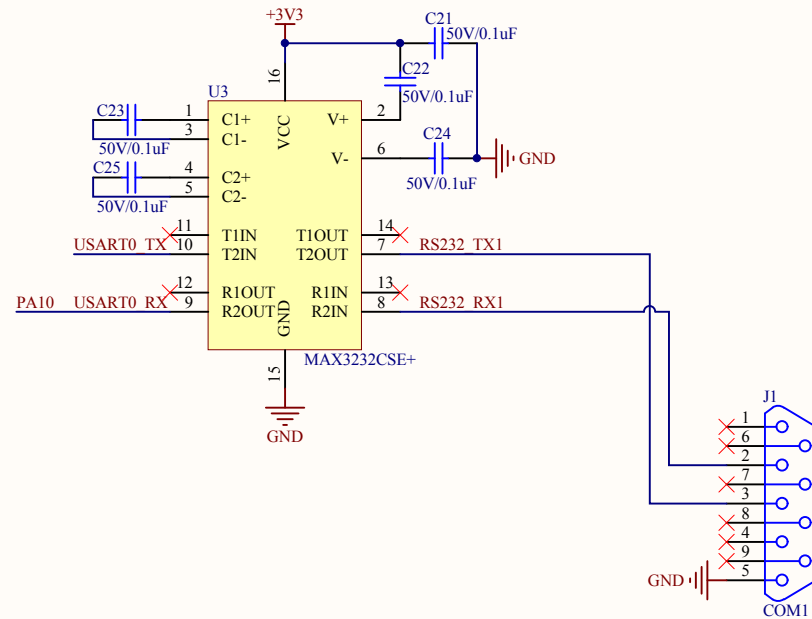 +3V3
C21
50V/0.1uF
C22
50V/0.1uF
U3
16
C23
50V/0.1uF
1
3
C1+
C1-
VCC
V+
2
C24
50V/0.1uF
V-
6
GND
C25
50V/0.1uF
4
5
C2+
C2-
11
T1IN
T1OUT
14
USART0_TX
10
T2IN
T2OUT
7
RS232_TX1
12
R1OUT
R1IN
13
PA10
USART0_RX
9
R2OUT
GND
R2IN
8
RS232_RX1
MAX3232CSE+
15
GND
J1
1
6
2
7
3
8
4
9
5
GND
COM1